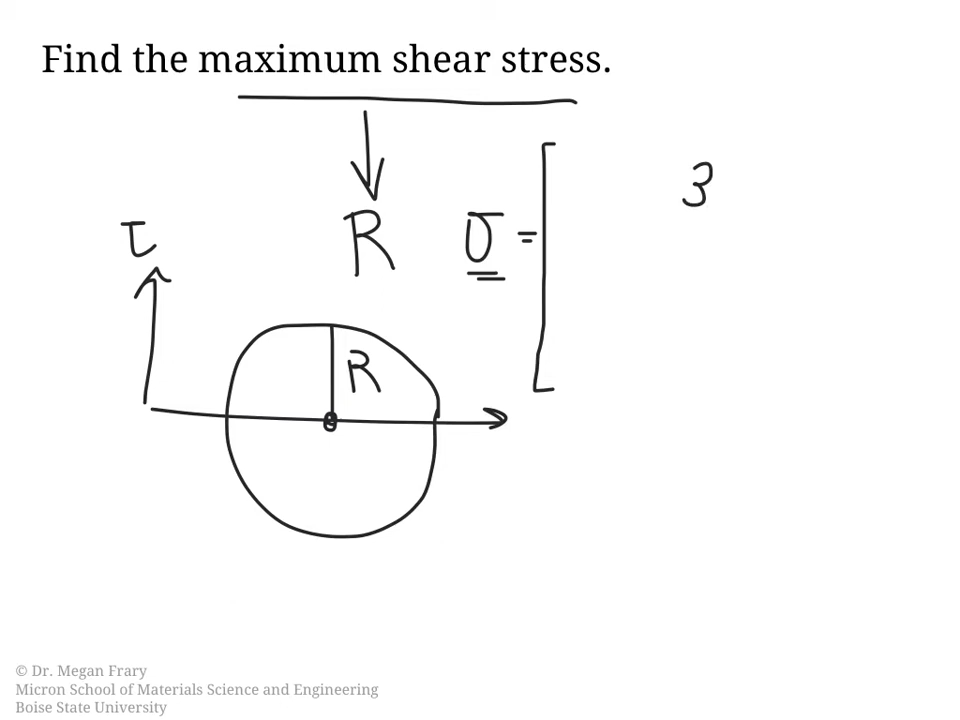 Find the maximum shear stress.
3
τ
R
σ =
R
© Dr. Megan Frary
Micron School of Materials Science and Engineering
Boise State University